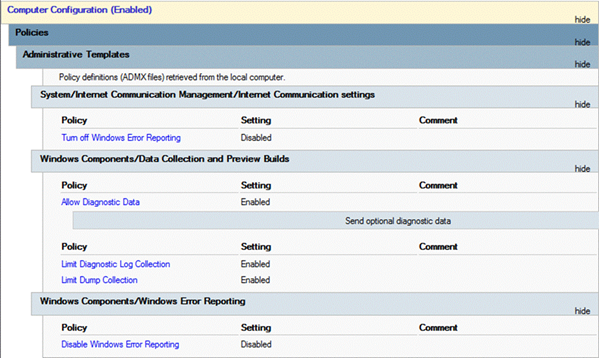 Computer Configuration (Enabled)
hide
Policies
hide
Administrative Templates
hide
Policy definitions (ADMX files) retrieved from the local computer.
System/Internet Communication Management/Internet Communication settings
hide
Policy Setting Comment
Turn off Windows Error Reporting Disabled
Windows Components/Data Collection and Preview Builds
hide
Policy Setting Comment
Allow Diagnostic Data Enabled
Send optional diagnostic data
Policy Setting Comment
Limit Diagnostic Log Collection Enabled
Limit Dump Collection Enabled
Windows Components/Windows Error Reporting
hide
Policy Setting Comment
Disable Windows Error Reporting Disabled